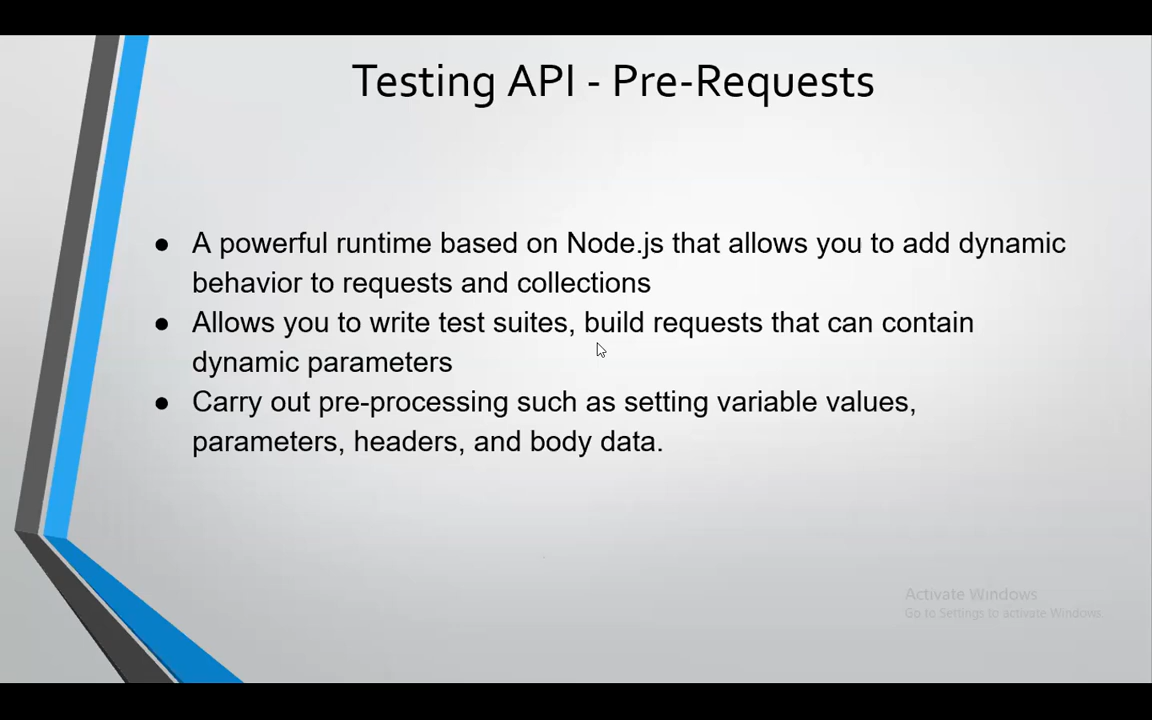 Testing API - Pre-Requests
● A powerful runtime based on Node.js that allows you to add dynamic
behavior to requests and collections
● Allows you to write test suites, build requests that can contain
dynamic parameters
● Carry out pre-processing such as setting variable values,
parameters, headers, and body data.
Activate Windows
Go to Settings to activate Windows.